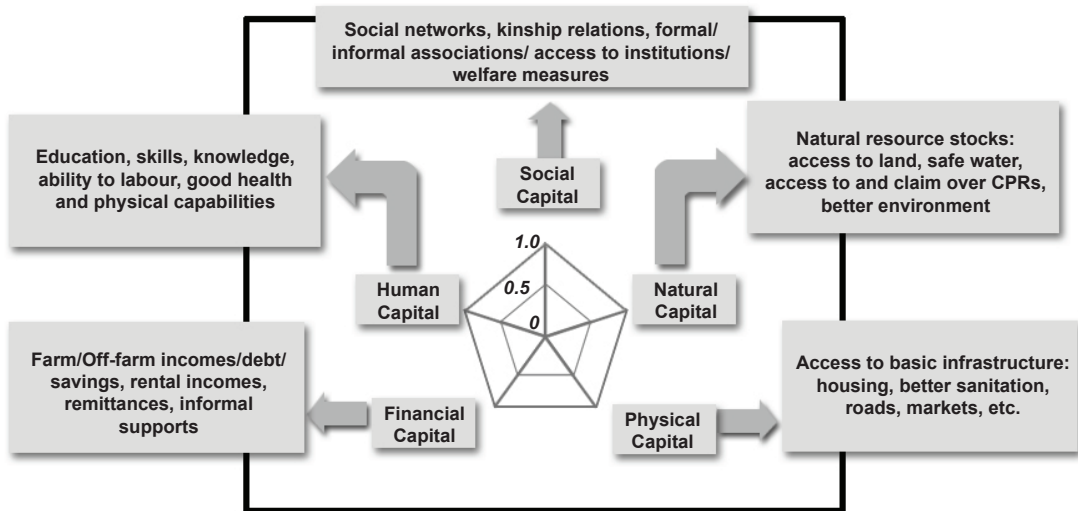 Social networks, kinship relations, formal/
informal associations/ access to institutions/
welfare measures
Education, skills, knowledge,
ability to labour, good health
and physical capabilities
Natural resource stocks:
access to land, safe water,
access to and claim over CPRs,
better environment
Social
Capital
1.0
0.5
0
Human
Capital
Natural
Capital
Farm/Off-farm incomes/debt/
savings, rental incomes,
remittances, informal
supports
Financial
Capital
Physical
Capital
Access to basic infrastructure:
housing, better sanitation,
roads, markets, etc.